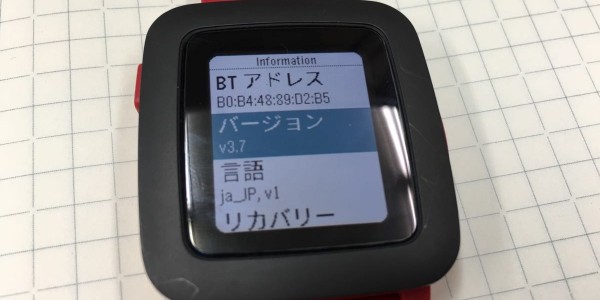 Information
BT アドレス
B0:B4:48:89:D2:B5
バージョン
v3.7
言語
ja_JP, v1
リカバリー